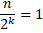 n/2^k = 1